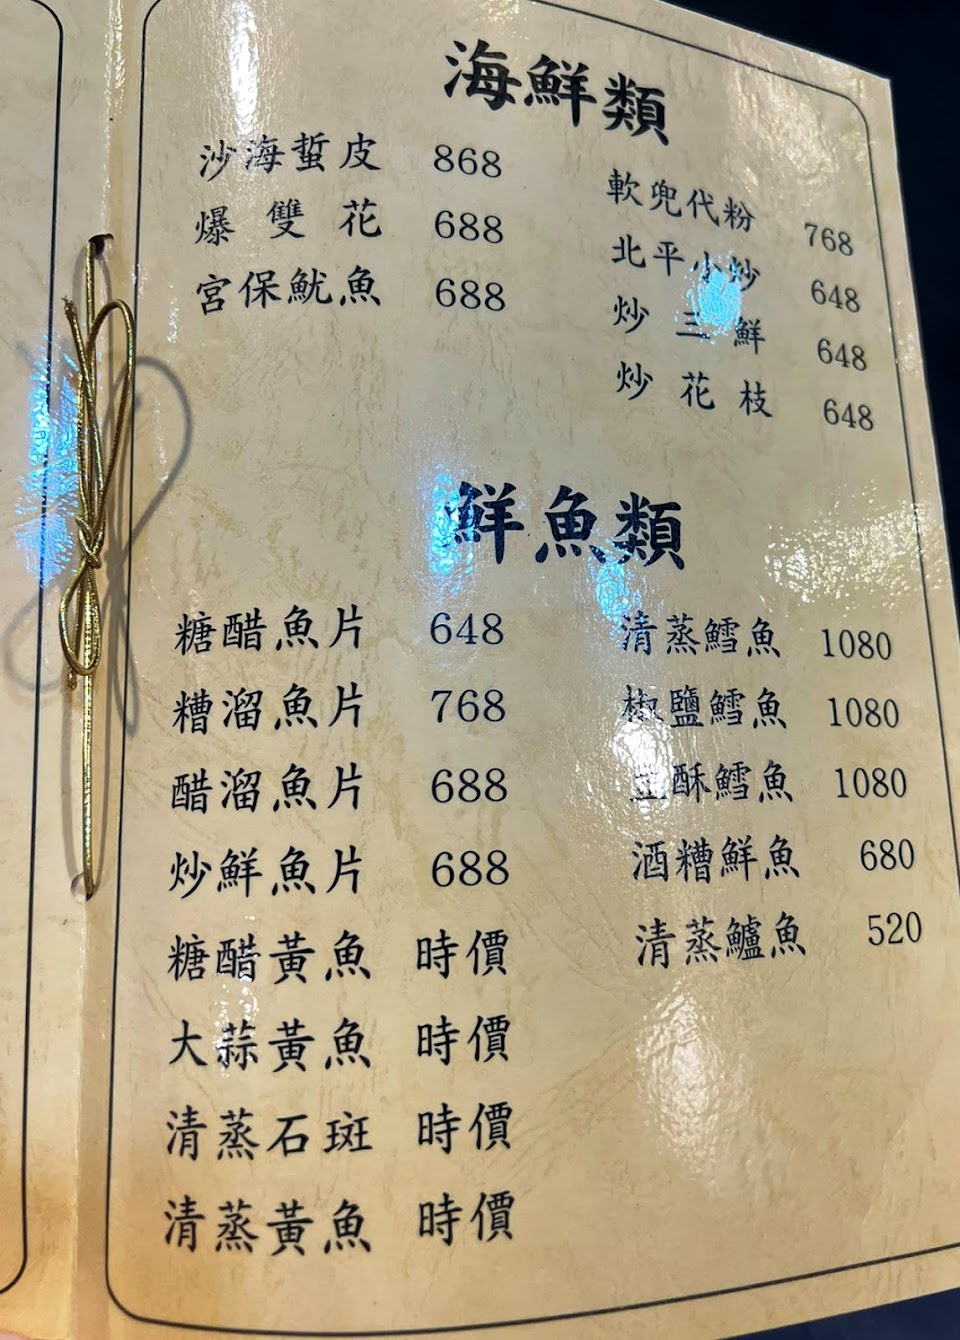 海鮮類
沙海蜇皮 868
爆雙花 688
宮保魷魚 688
軟兜代粉 768
北平小炒 648
炒三鮮 648
炒花枝 648
鮮魚類
糖醋魚片 648
糟溜魚片 768
醋溜魚片 688
炒鮮魚片 688
糖醋黃魚 時價
大蒜黃魚 時價
清蒸石斑 時價
清蒸黃魚 時價
清蒸鱈魚 1080
椒鹽鱈魚 1080
酥鱈魚 1080
酒糟鮮魚 680
清蒸鱸魚 520